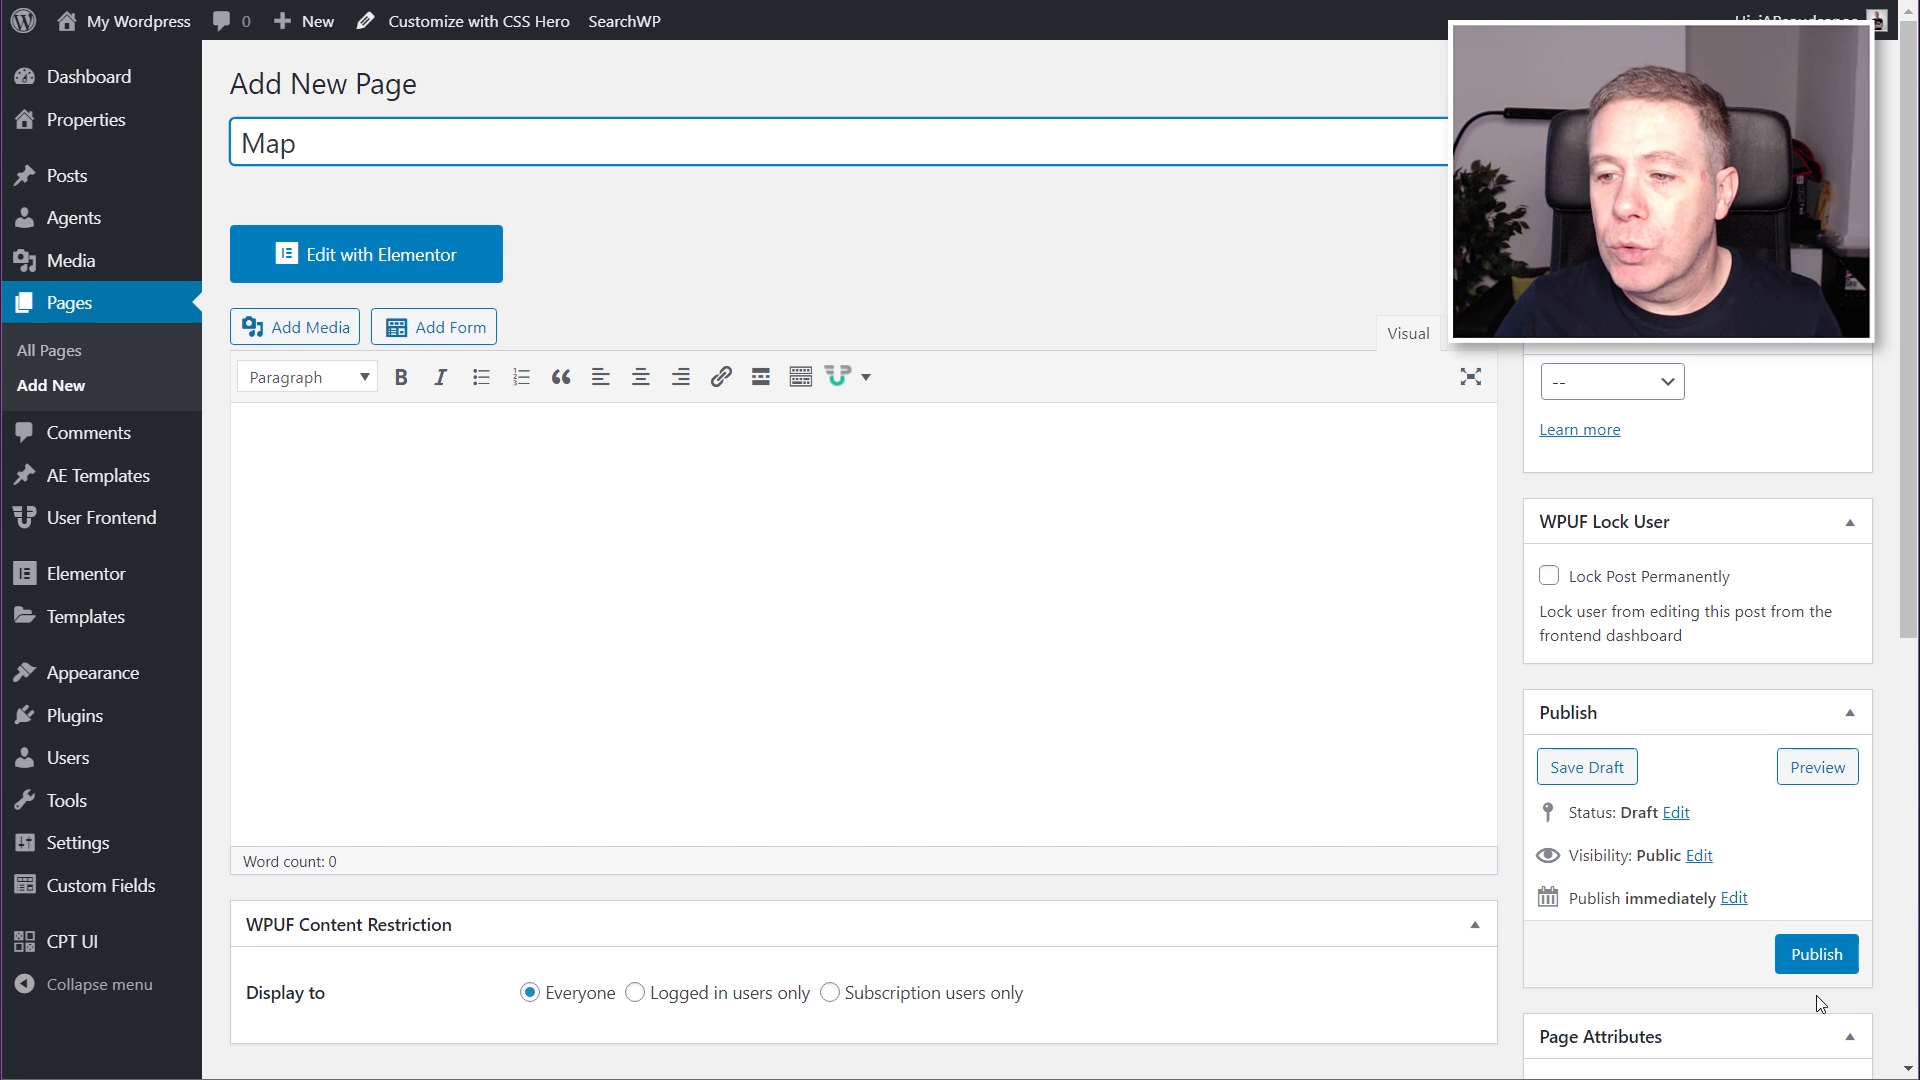 My Wordpress 0 New Customize with CSS Hero SearchWP
Dashboard
Properties
Posts
Agents
Media
Pages
All Pages
Add New
Comments
AE Templates
User Frontend
Elementor
Templates
Appearance
Plugins
Users
Tools
Settings
Custom Fields
CPT UI
Collapse menu
Add New Page
Map
Edit with Elementor
Add Media Add Form
Visual
Paragraph
Word count: 0
WPUF Content Restriction
Display to Everyone Logged in users only Subscription users only
--
Learn more
WPUF Lock User
Lock Post Permanently
Lock user from editing this post from the
frontend dashboard
Publish
Save Draft Preview
Status: Draft Edit
Visibility: Public Edit
Publish immediately Edit
Publish
Page Attributes